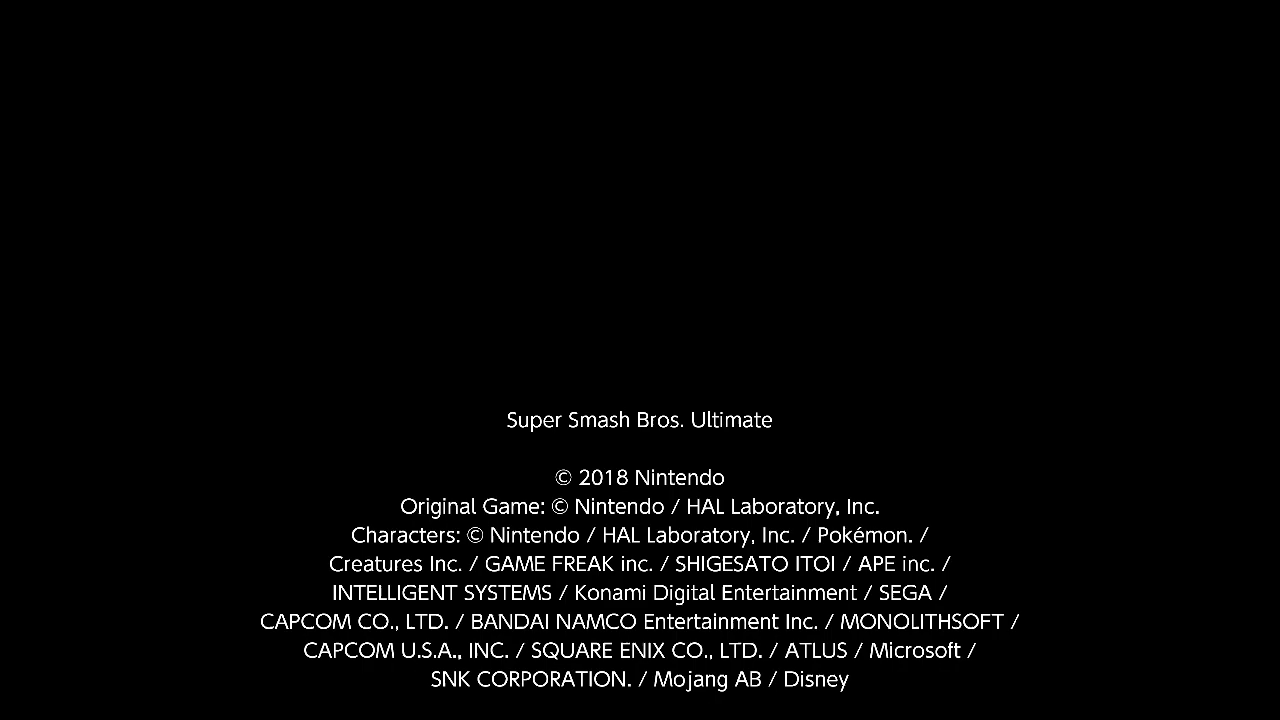 Super Smash Bros. Ultimate
© 2018 Nintendo
Original Game: © Nintendo / HAL Laboratory, Inc.
Characters: © Nintendo / HAL Laboratory, Inc. / Pokémon. /
Creatures Inc. / GAME FREAK inc. / SHIGESATO ITOI / APE inc. /
INTELLIGENT SYSTEMS / Konami Digital Entertainment / SEGA /
CAPCOM CO., LTD. / BANDAI NAMCO Entertainment Inc. / MONOLITHSOFT /
CAPCOM U.S.A., INC. / SQUARE ENIX CO., LTD. / ATLUS / Microsoft /
SNK CORPORATION. / Mojang AB / Disney